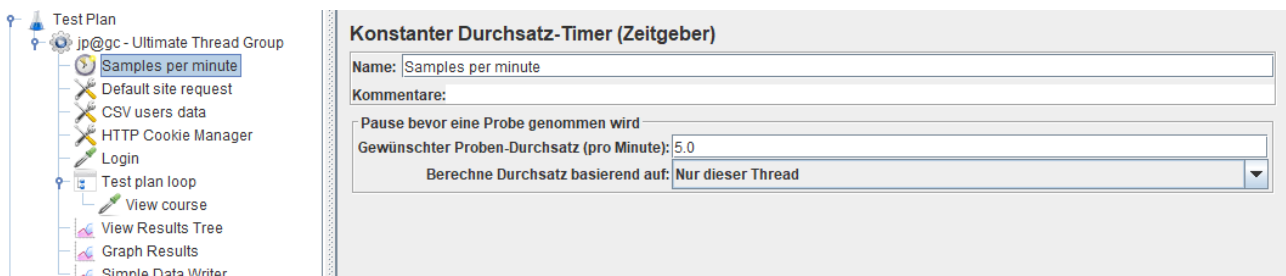 Test Plan
jp@gc - Ultimate Thread Group
Samples per minute
Default site request
CSV users data
HTTP Cookie Manager
Login
Test plan loop
View course
View Results Tree
Graph Results
Simple Data Writer
Konstanter Durchsatz-Timer (Zeitgeber)
Name: Samples per minute
Kommentare:
Pause bevor eine Probe genommen wird
Gewünschter Proben-Durchsatz (pro Minute): 5.0
Berechne Durchsatz basierend auf: Nur dieser Thread